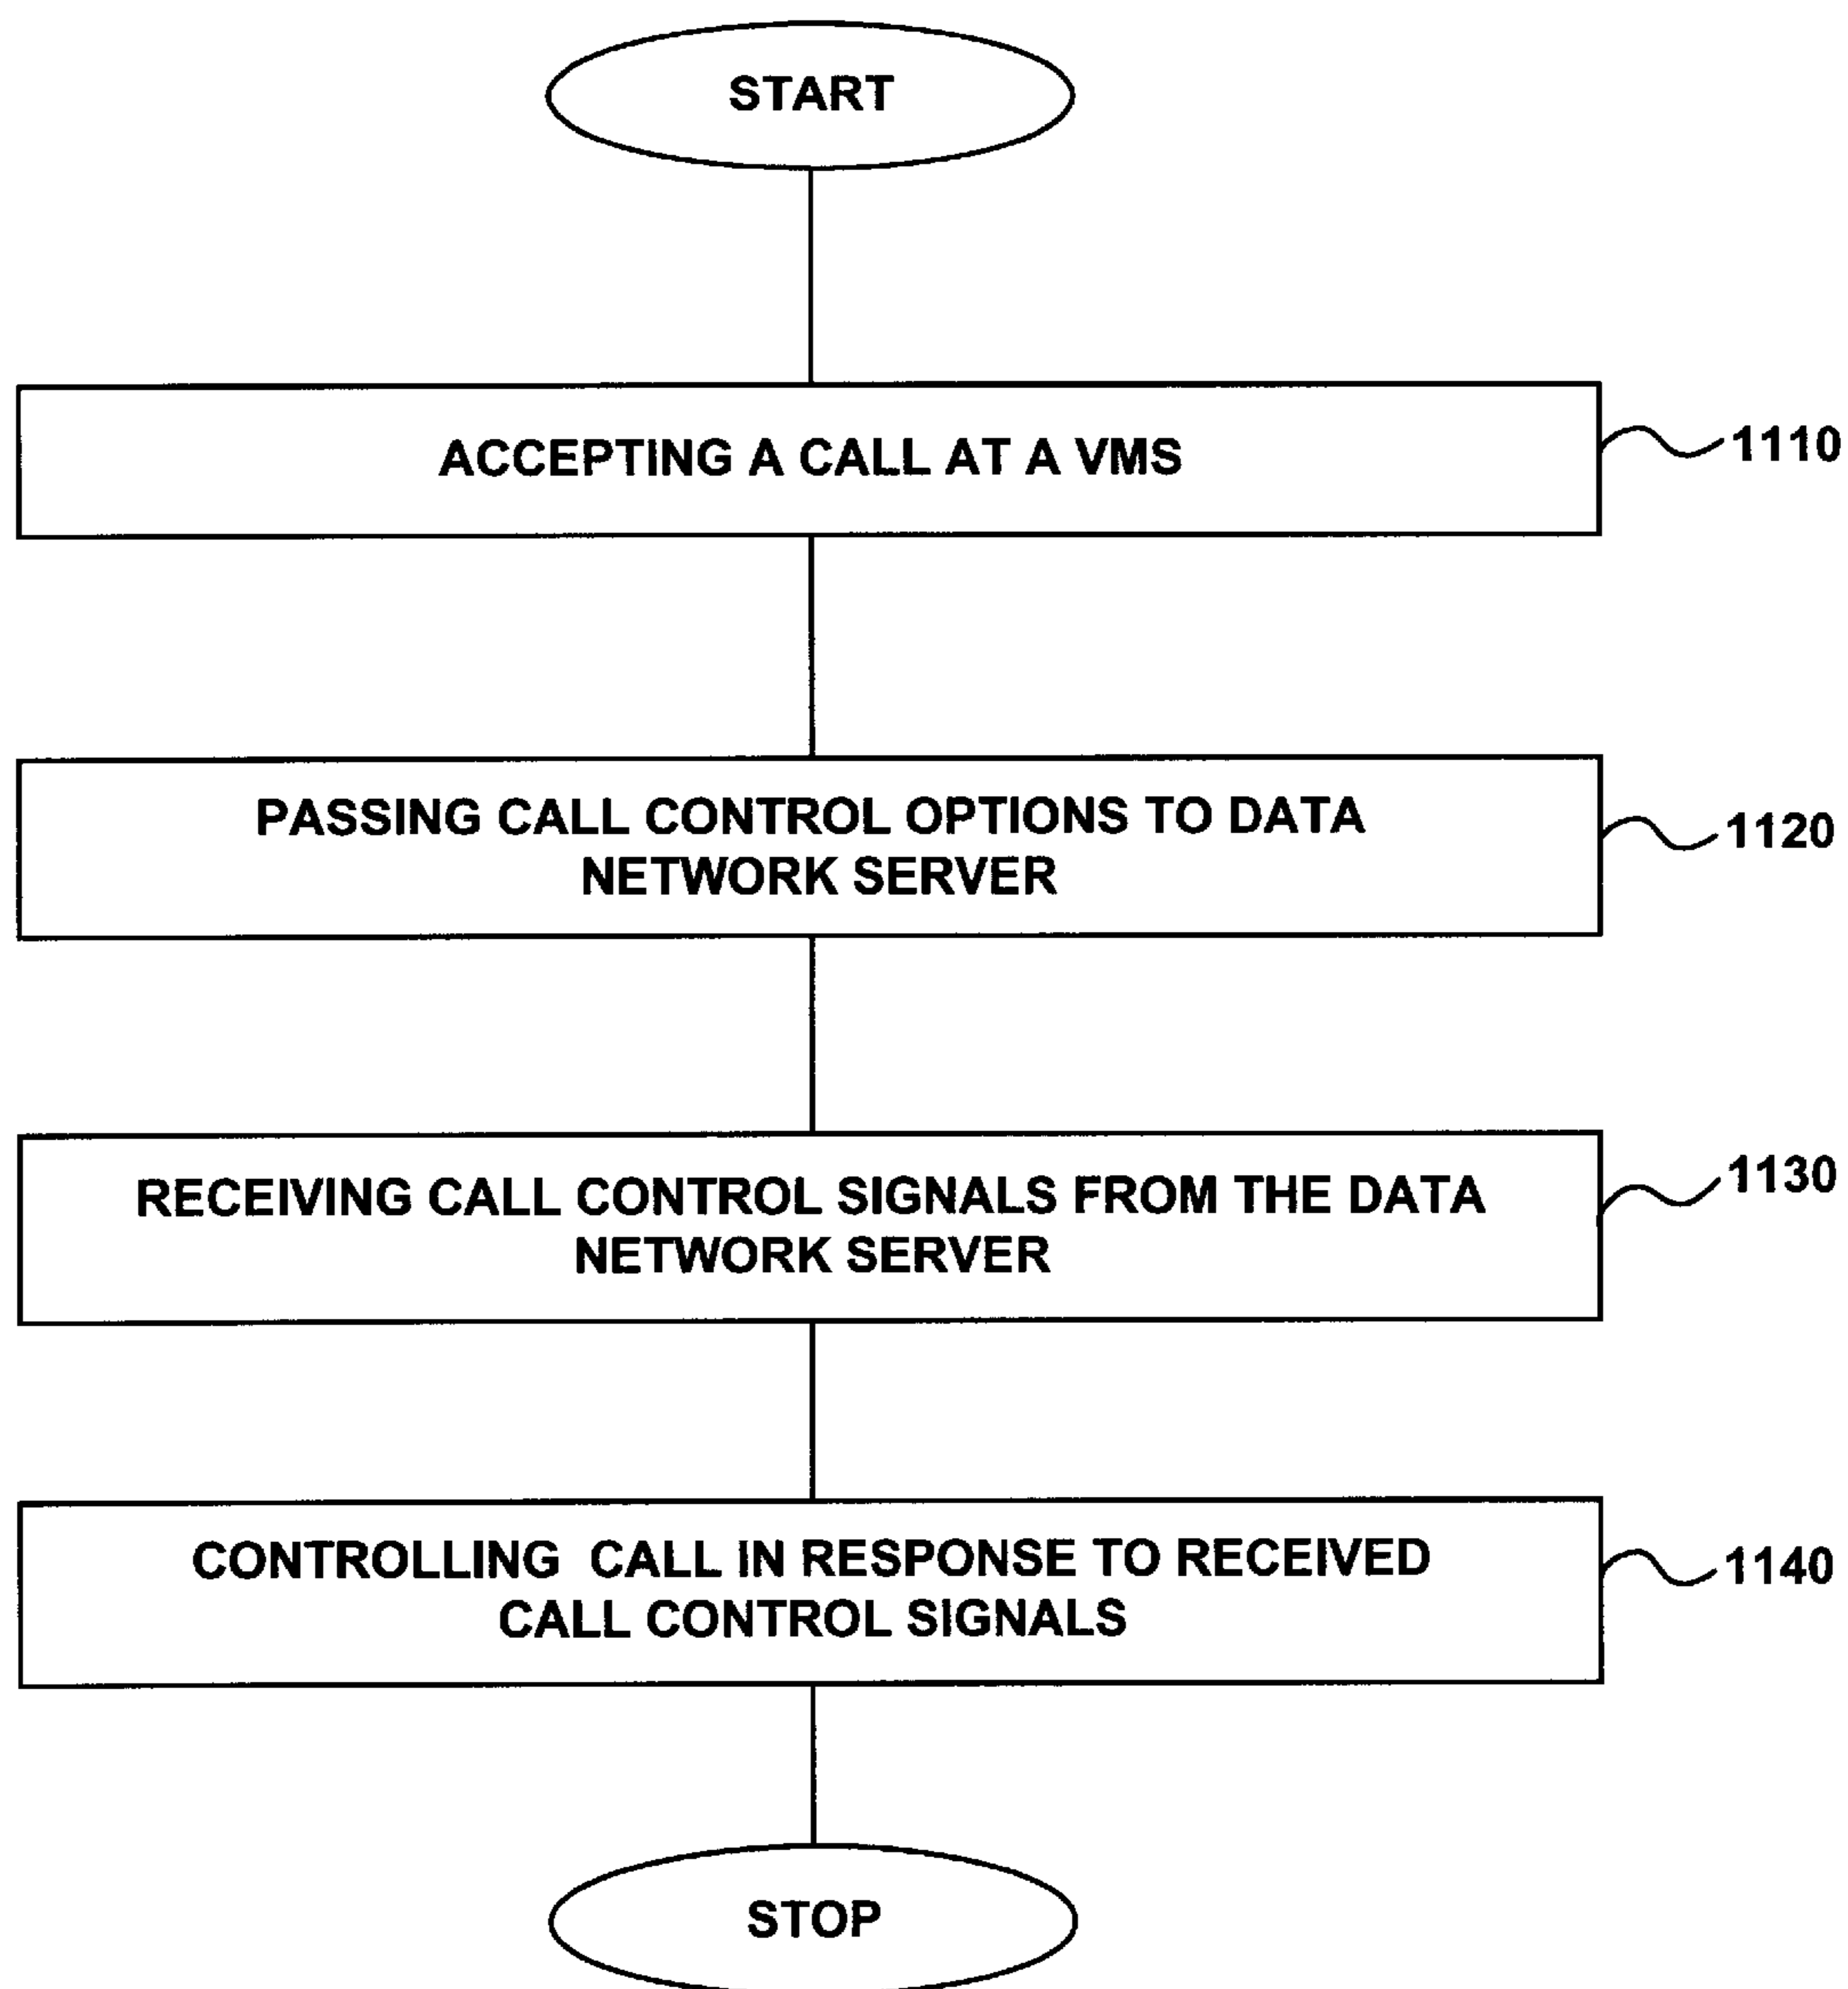 START
ACCEPTING A CALL AT A VMS
1110
PASSING CALL CONTROL OPTIONS TO DATA
NETWORK SERVER
1120
RECEIVING CALL CONTROL SIGNALS FROM THE DATA
NETWORK SERVER
1130
CONTROLLING CALL IN RESPONSE TO RECEIVED
CALL CONTROL SIGNALS
1140
STOP